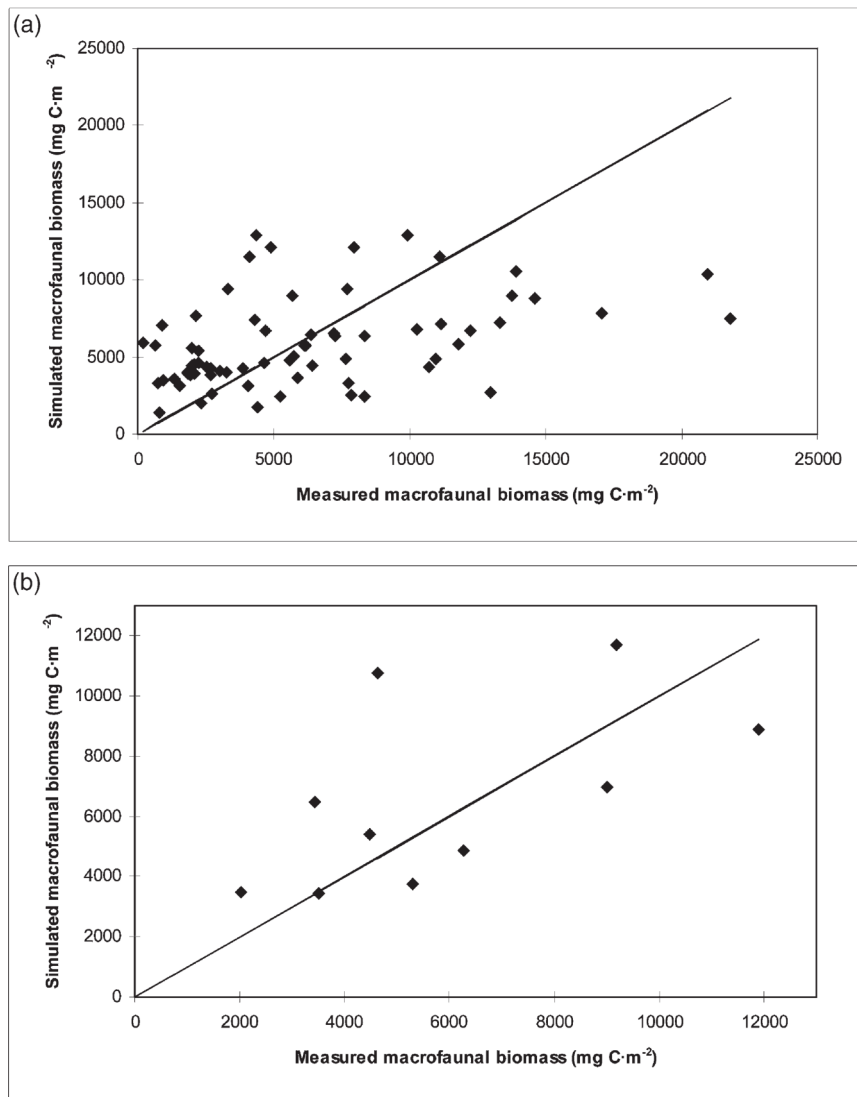 (a)
Simulated macrofaunal biomass (mg C·m -2)
25000
20000
15000
10000
5000
0
0 5000 10000 15000 20000 25000
Measured macrofaunal biomass (mg C·m-2)
(b)
Simulated macrofaunal biomass (mg C·m -2)
12000
10000
8000
6000
4000
2000
0
0 2000 4000 6000 8000 10000 12000
Measured macrofaunal biomass (mg C·m-2)